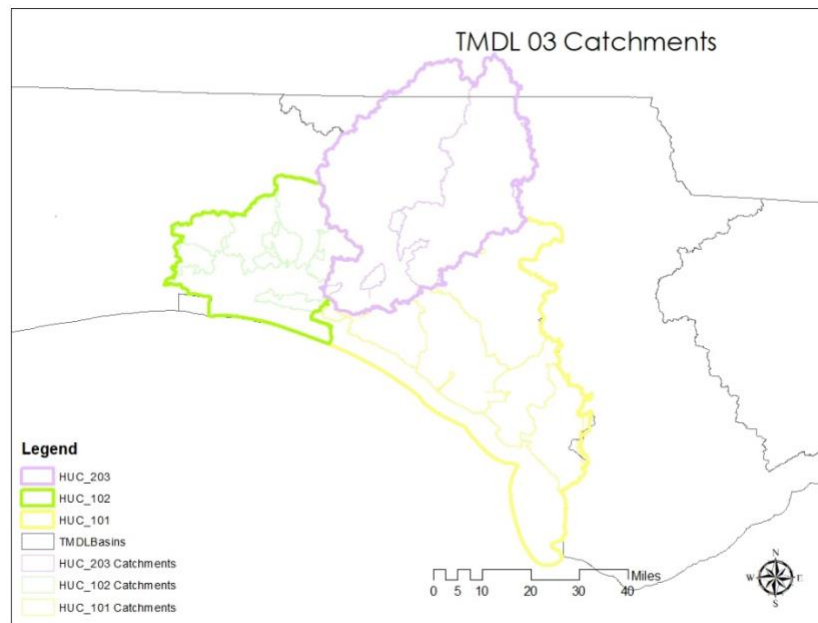 TMDL 03 Catchments
Legend
HUC_203
HUC_102
HUC_101
TMDLBasins
HUC_203 Catchments
HUC_102 Catchments
HUC_101 Catchments
Miles
0 5 10 20 30 40
N
W E
S